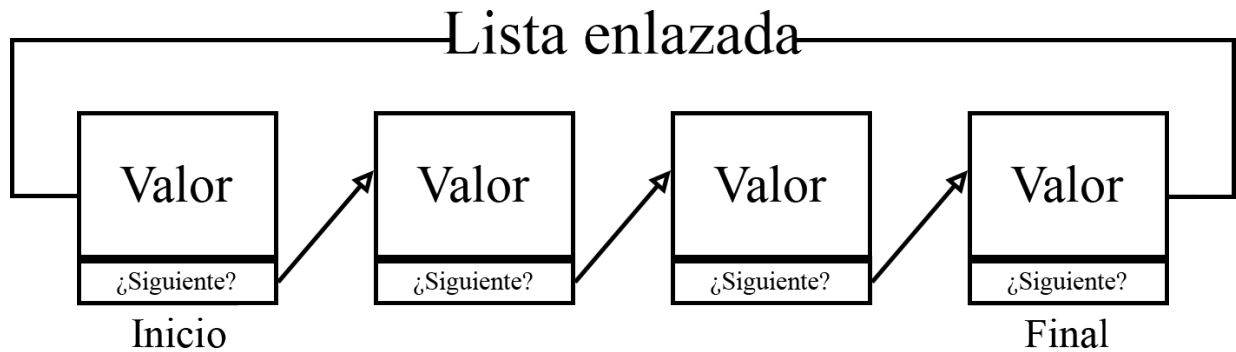 Lista enlazada
Valor Valor Valor Valor
¿Siguiente? ¿Siguiente? ¿Siguiente? ¿Siguiente?
Inicio Final